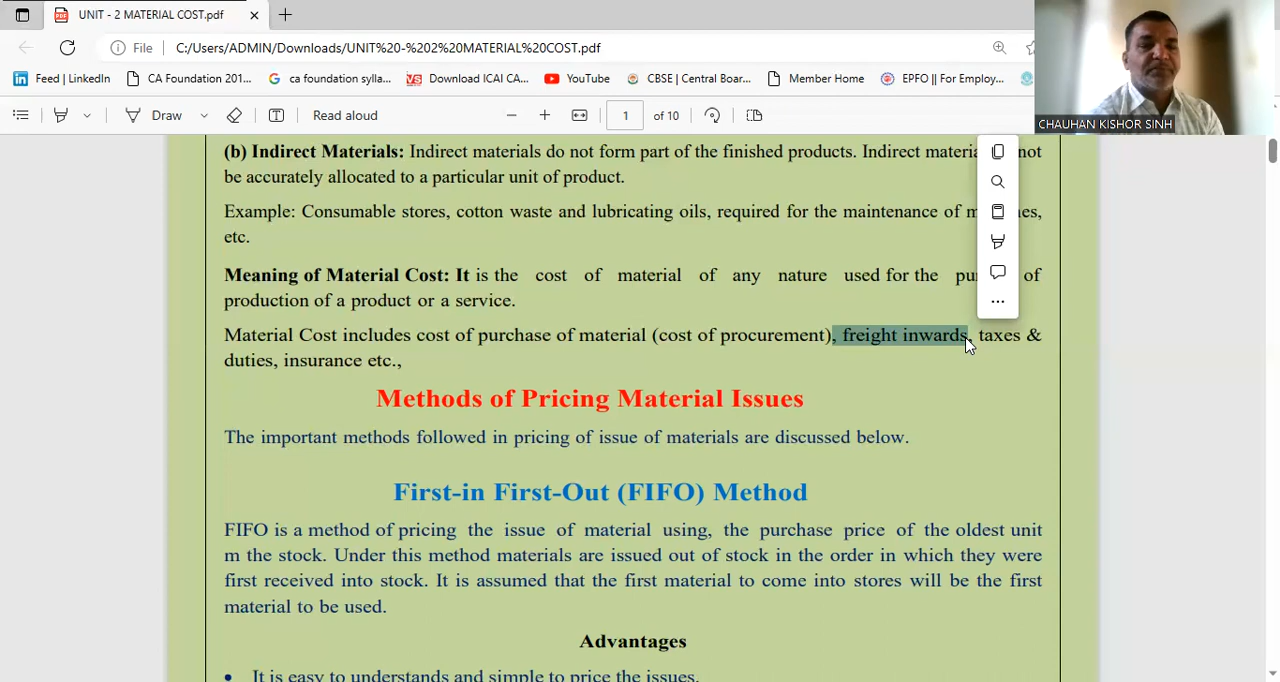 UNIT - 2 MATERIAL COST.pdf
File C:/Users/ADMIN/Downloads/UNIT%20-%202%20MATERIAL%20COST.pdf
Feed | LinkedIn CA Foundation 201... ca foundation sylla... Download ICAI CA... YouTube CBSE | Central Boar... Member Home EPFO || For Employ...
Draw Read aloud 1 of 10
CHAUHAN KISHOR SINH
(b) Indirect Materials: Indirect materials do not form part of the finished products. Indirect materia not
be accurately allocated to a particular unit of product.
Example: Consumable stores, cotton waste and lubricating oils, required for the maintenance of m es,
etc.
Meaning of Material Cost: It is the cost of material of any nature used for the pu of
production of a product or a service.
Material Cost includes cost of purchase of material (cost of procurement), freight inwards, taxes &
duties, insurance etc.,
Methods of Pricing Material Issues
The important methods followed in pricing of issue of materials are discussed below.
First-in First-Out (FIFO) Method
FIFO is a method of pricing the issue of material using, the purchase price of the oldest unit
m the stock. Under this method materials are issued out of stock in the order in which they were
first received into stock. It is assumed that the first material to come into stores will be the first
material to be used.
Advantages
• It is easy to understands and simple to price the issues.